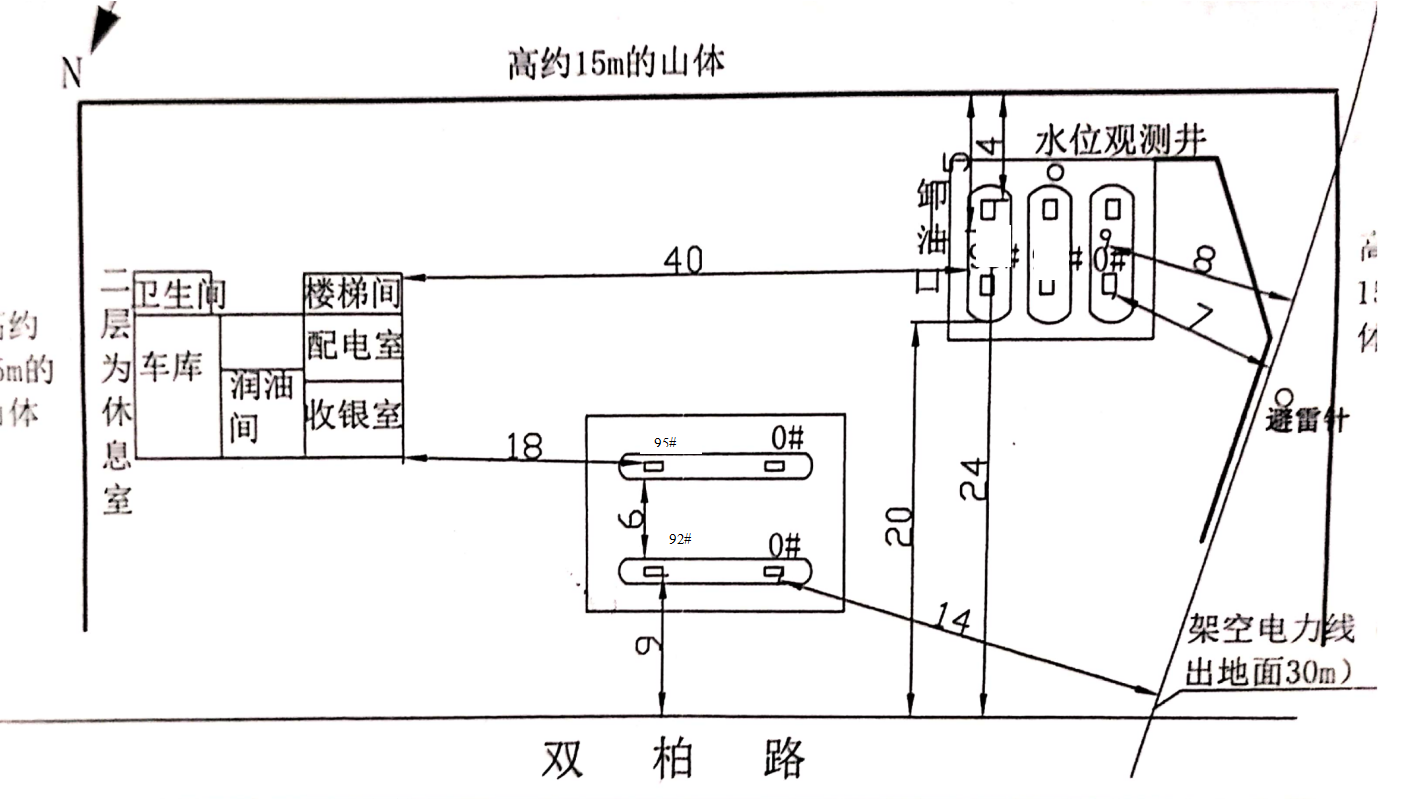 N
高约15m的山体
水位观测井
4
5
卸油口
40
8
7
#
#
0#
9
二层为休息室
卫生间
楼梯间
配电室
车库
润油间
收银室
15
避雷针
18
95#
0#
6
92#
0#
20
24
14
9
架空电力线
出地面30m）
双柏路